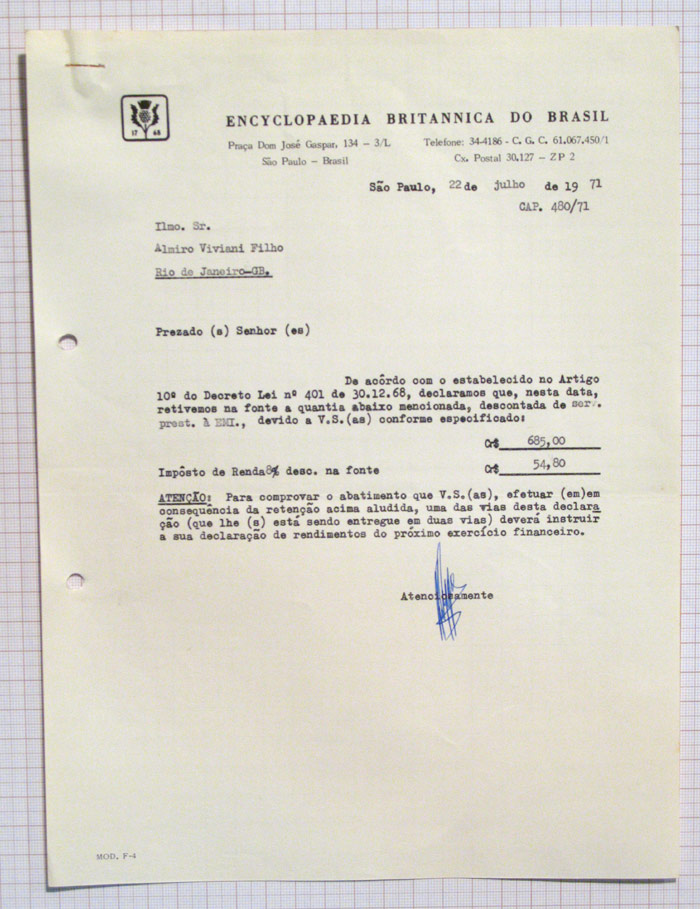 17 68
ENCYCLOPAEDIA BRITANNICA DO BRASIL
Praça Dom José Gaspar, 134 – 3/L Telefone: 34-4186 - C. G. C. 61.067.450/1
São Paulo – Brasil Cx. Postal 30.127 – ZP 2
São Paulo, 22 de julho de 19 71
CAP. 480/71
Ilmo. Sr.
Almiro Viviani Filho
Rio de Janeiro-GB.
Prezado (s) Senhor (es)
De acôrdo com o estabelecido no Artigo
10º do Decreto Lei nº 401 de 30.12.68, declaramos que, nesta data,
retivemos na fonte a quantia abaixo mencionada, descontada de serv.
prest. à EMI., devido a V.S.(as) conforme especificado:
Cr$ 685,00
Impôsto de Renda 8% desc. na fonte Cr$ 54,80
ATENÇÃO: Para comprovar o abatimento que V.S.(as), efetuar (em)em
consequência da retenção acima aludida, uma das vias desta declara
ção (que lhe (s) está sendo entregue em duas vias) deverá instruir
a sua declaração de rendimentos do próximo exercício financeiro.
Atenciosamente
MOD. F-4